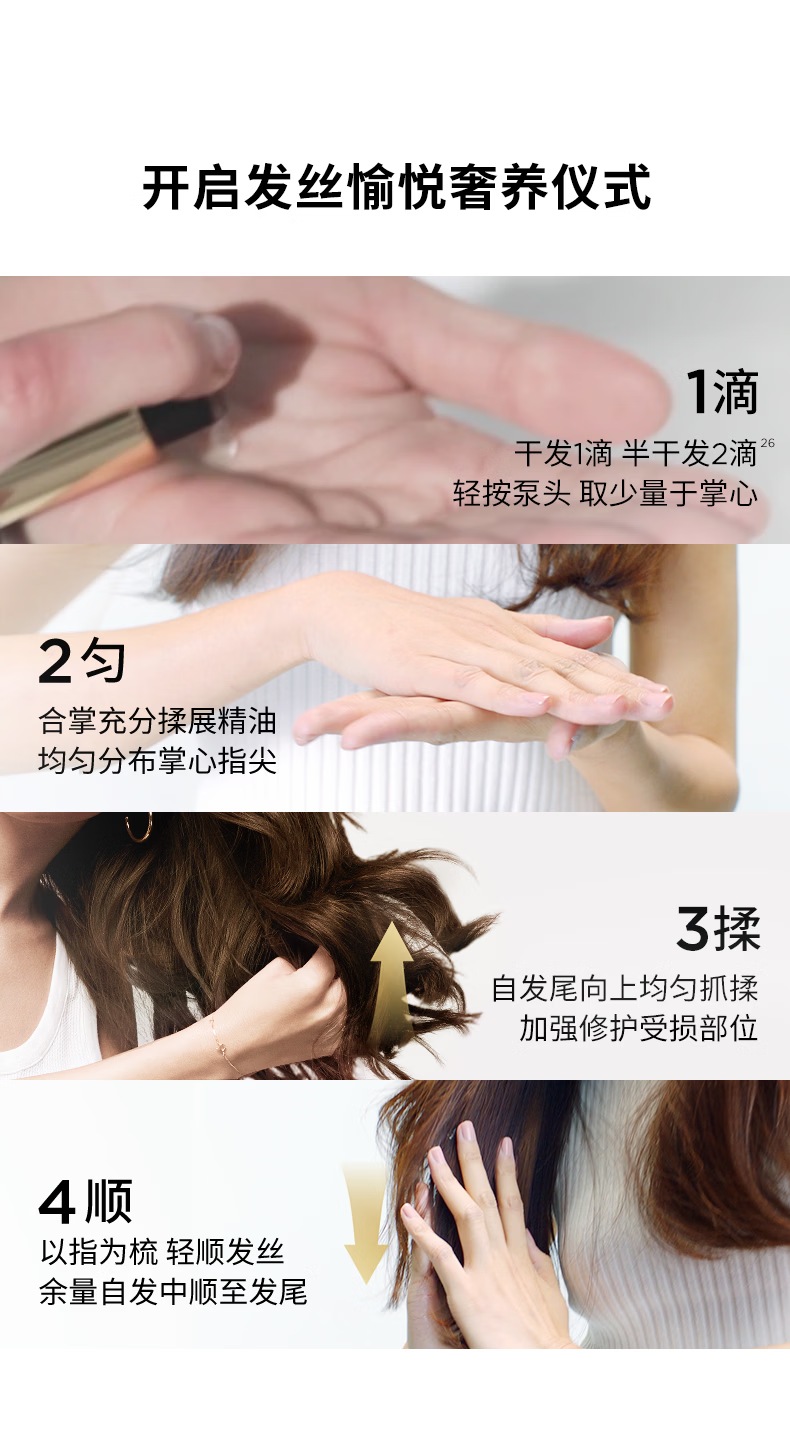 开启发丝愉悦奢养仪式
1滴
干发1滴 半干发2滴26
轻按泵头 取少量于掌心
2匀
合掌充分揉展精油
均匀分布掌心指尖
3揉
自发尾向上均匀抓揉
加强修护受损部位
4顺
以指为梳 轻顺发丝
余量自发中顺至发尾